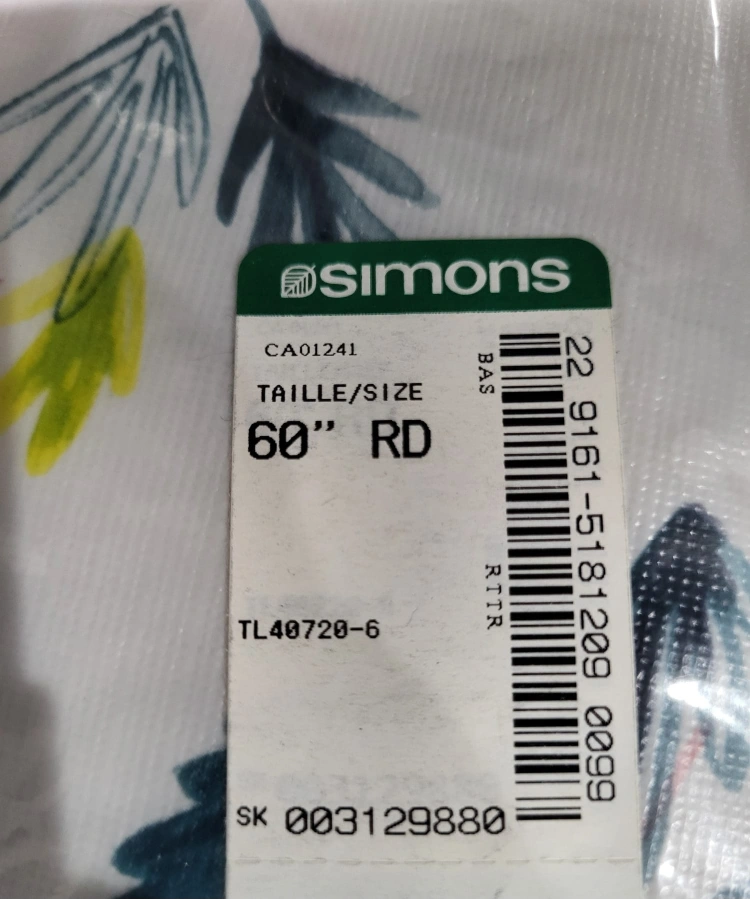 simons
CA01241
TAILLE/SIZE
60” RD
BAS
22 9161-5181209 0099
RTTR
TL40720-6
SK 003129880